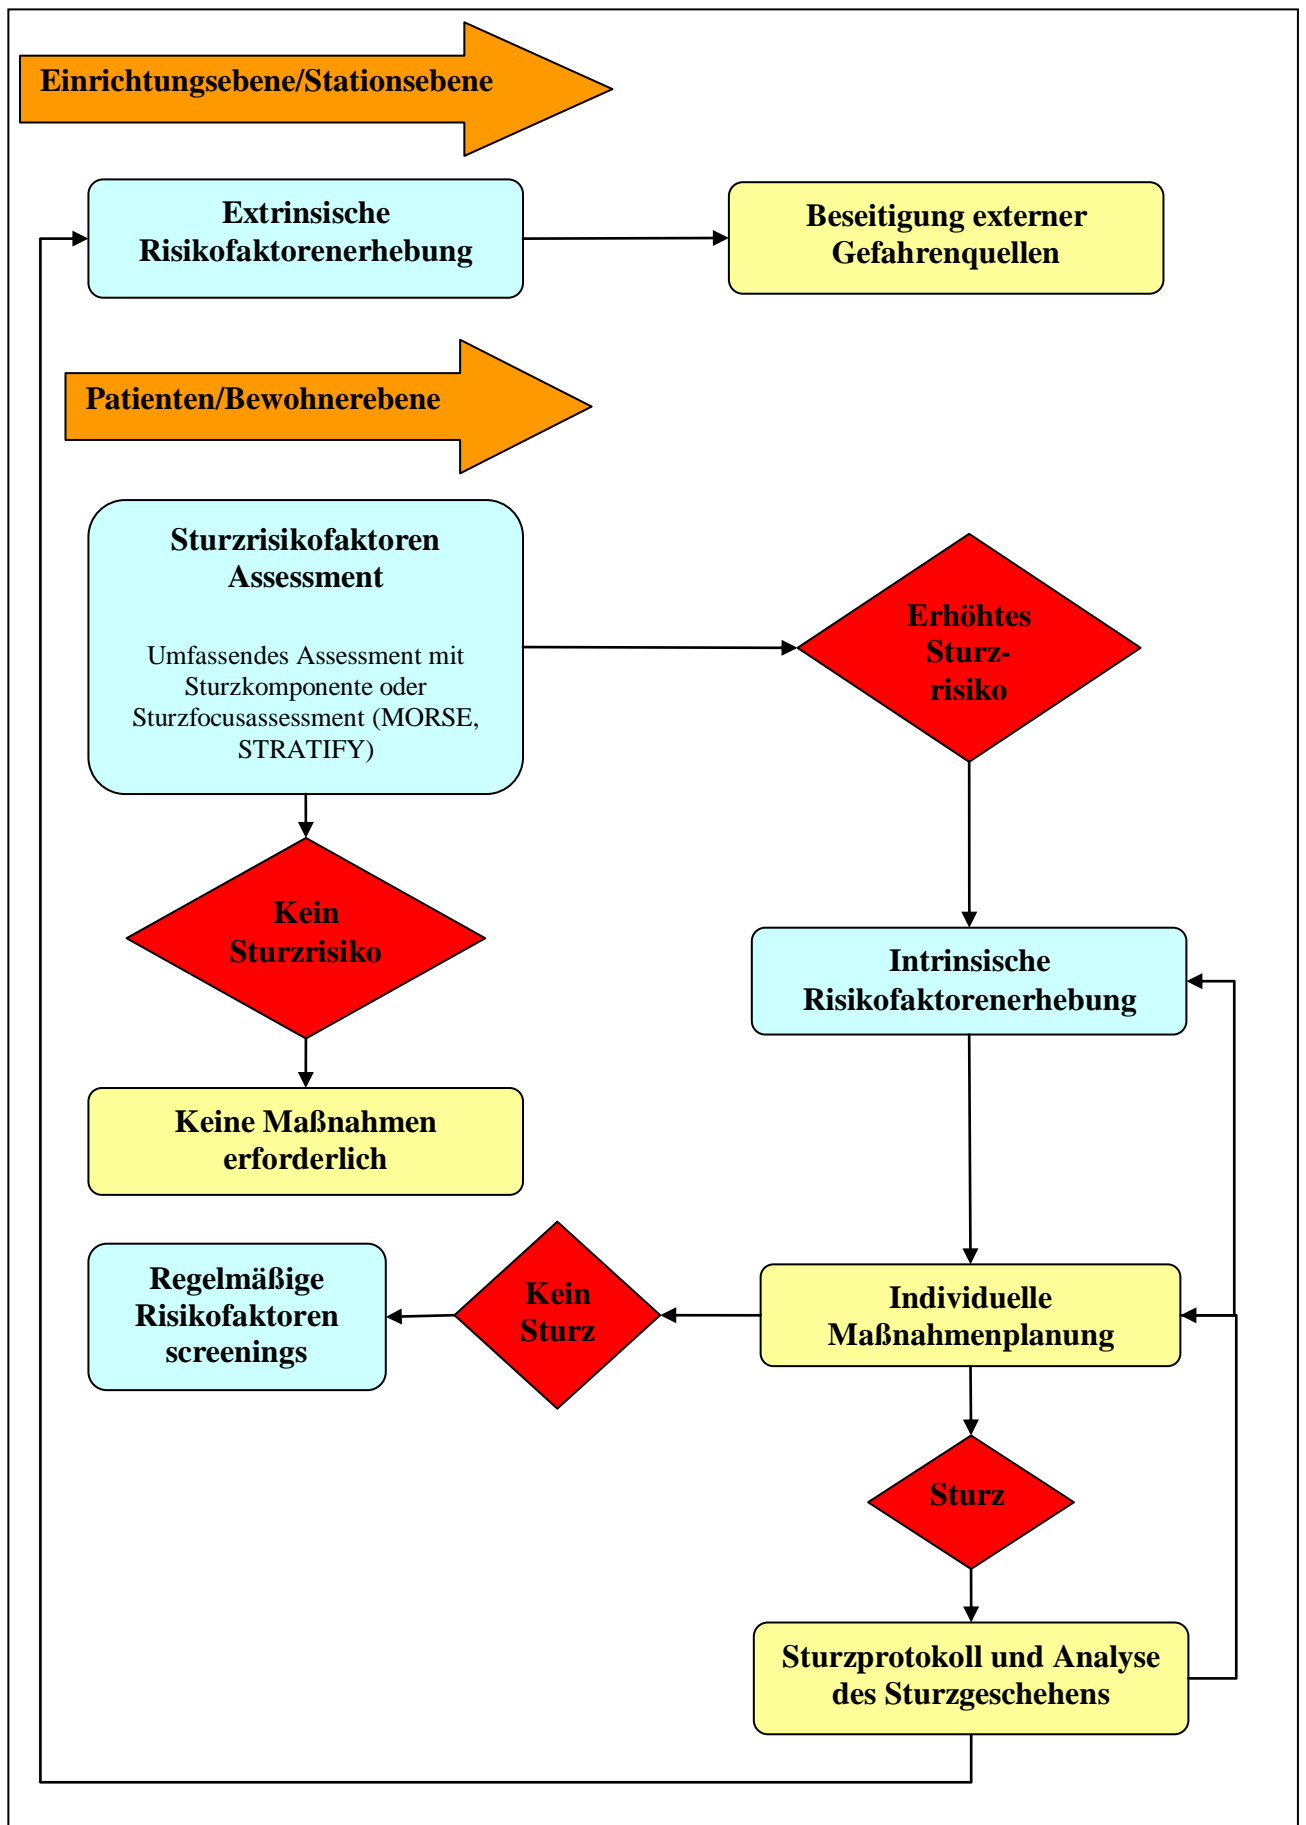 Einrichtungsebene/Stationsebene
Extrinsische
Risikofaktorenerhebung
Beseitigung externer
Gefahrenquellen
Patienten/Bewohnerebene
Sturzrisikofaktoren
Assessment
Umfassendes Assessment mit
Sturzkomponente oder
Sturzfocusassessment (MORSE,
STRATIFY)
Erhöhtes
Sturz-
risiko
Kein
Sturzrisiko
Intrinsische
Risikofaktorenerhebung
Keine Maßnahmen
erforderlich
Regelmäßige
Risikofaktoren
screenings
Kein
Sturz
Individuelle
Maßnahmenplanung
Sturz
Sturzprotokoll und Analyse
des Sturzgeschehens